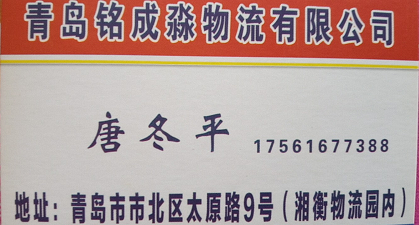 青岛铭成淼物流有限公司
唐冬平 17561677388
地址：青岛市市北区太原路9号（湘衡物流园内）